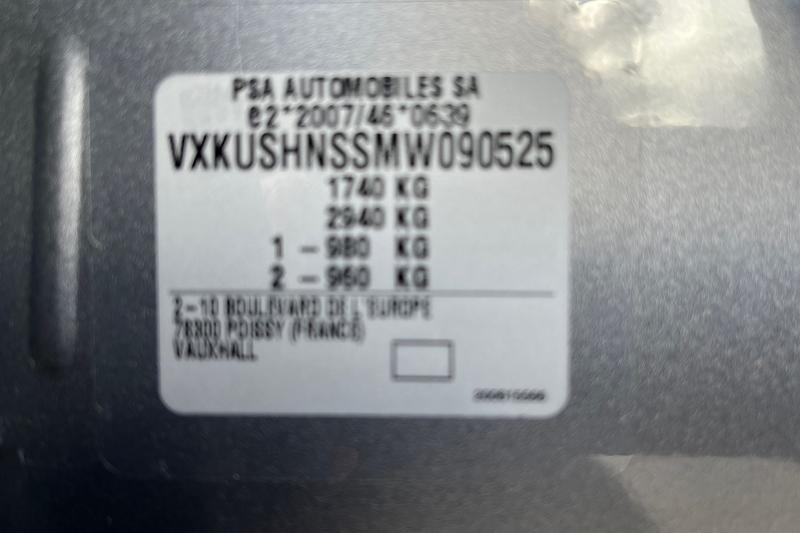 PSA AUTOMOBILES SA
e2*2007/46*0639
VXKUSHNSSMW090525
1740 KG
2940 KG
1 - 980 KG
2 - 960 KG
2-10 BOULEVARD DE L'EUROPE
78300 POISSY (FRANCE)
VAUXHALL